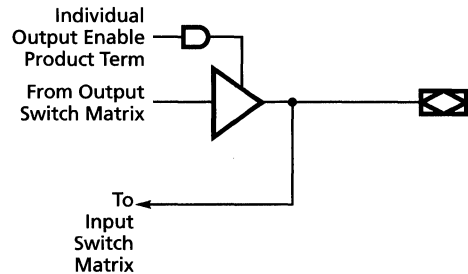 Individual
Output Enable
Product Term
From Output
Switch Matrix
To
Input
Switch
Matrix